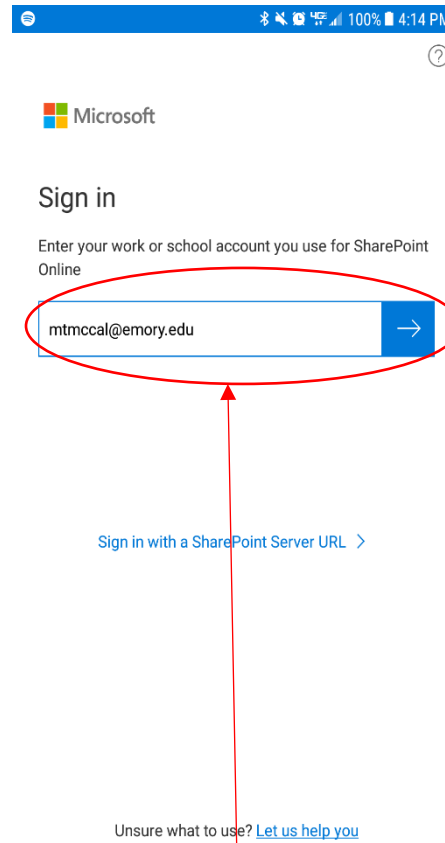 100% 4:14 PM
Microsoft
Sign in
Enter your work or school account you use for SharePoint
Online
mtmccal@emory.edu
Sign in with a SharePoint Server URL
Unsure what to use? Let us help you